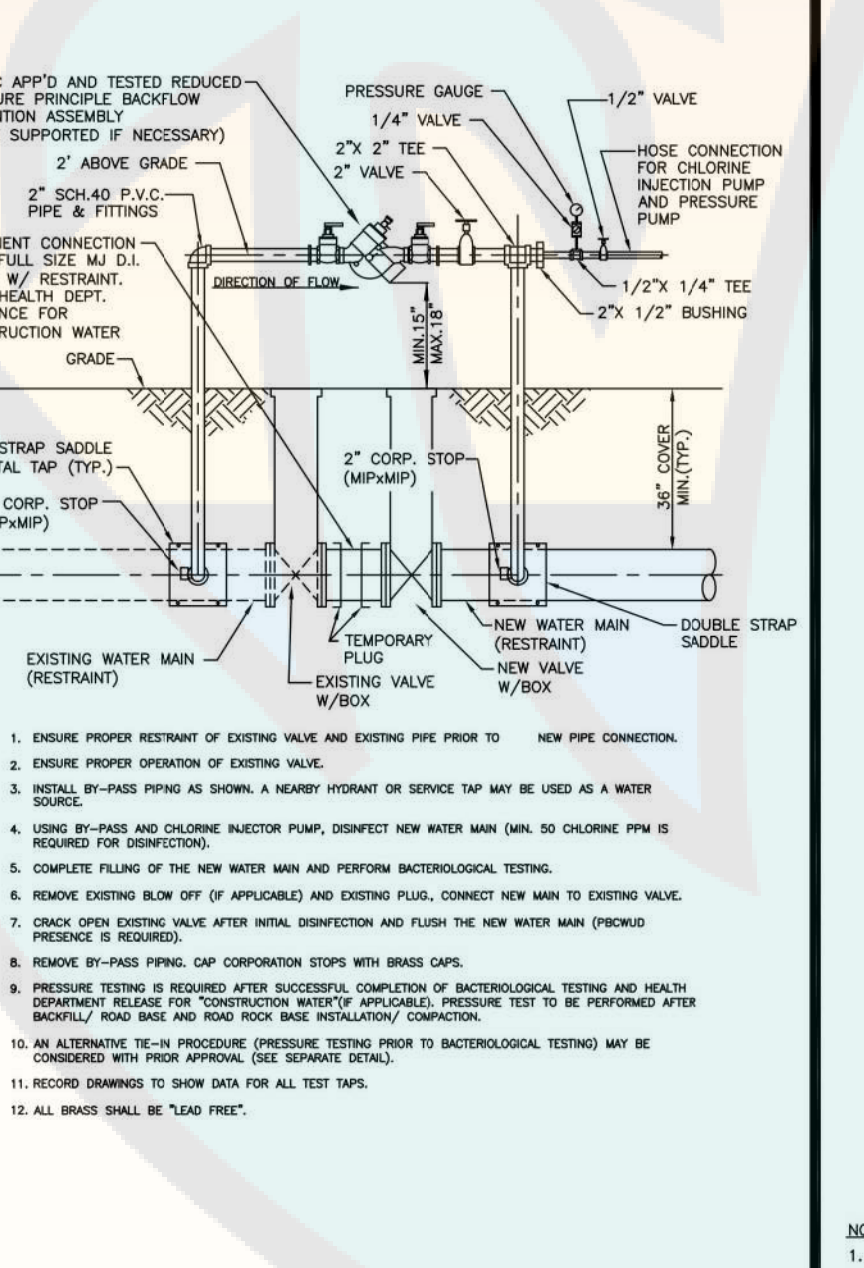 APP'D AND TESTED REDUCED
PRINCIPLE BACKFLOW
ASSEMBLY
SUPPORTED IF NECESSARY)
2' ABOVE GRADE
2" SCH.40 P.V.C.
PIPE & FITTINGS
CONNECTION
FULL SIZE MJ D.I.
W/ RESTRAINT.
HEALTH DEPT.
FOR
WATER
GRADE
STRAP SADDLE
TAP (TYP.)
CORP. STOP
PRESSURE GAUGE
1/4" VALVE
2"X 2" TEE
2" VALVE
1/2" VALVE
HOSE CONNECTION
FOR CHLORINE
INJECTION PUMP
AND PRESSURE
PUMP
DIRECTION OF FLOW
1/2"X 1/4" TEE
2"X 1/2" BUSHING
MIN.15"
MAX.18"
2" CORP. STOP
(MIPxMIP)
36" COVER
MIN.(TYP.)
EXISTING WATER MAIN
(RESTRAINT)
TEMPORARY
PLUG
EXISTING VALVE
W/BOX
NEW WATER MAIN
(RESTRAINT)
NEW VALVE
W/BOX
DOUBLE STRAP
SADDLE
1. ENSURE PROPER RESTRAINT OF EXISTING VALVE AND EXISTING PIPE PRIOR TO NEW PIPE CONNECTION.
2. ENSURE PROPER OPERATION OF EXISTING VALVE.
3. INSTALL BY-PASS PIPING AS SHOWN. A NEARBY HYDRANT OR SERVICE TAP MAY BE USED AS A WATER
SOURCE.
4. USING BY-PASS AND CHLORINE INJECTOR PUMP, DISINFECT NEW WATER MAIN (MIN. 50 CHLORINE PPM IS
REQUIRED FOR DISINFECTION).
5. COMPLETE FILLING OF THE NEW WATER MAIN AND PERFORM BACTERIOLOGICAL TESTING.
6. REMOVE EXISTING BLOW OFF (IF APPLICABLE) AND EXISTING PLUG., CONNECT NEW MAIN TO EXISTING VALVE.
7. CRACK OPEN EXISTING VALVE AFTER INITIAL DISINFECTION AND FLUSH THE NEW WATER MAIN (PBCWUD
PRESENCE IS REQUIRED).
8. REMOVE BY-PASS PIPING. CAP CORPORATION STOPS WITH BRASS CAPS.
9. PRESSURE TESTING IS REQUIRED AFTER SUCCESSFUL COMPLETION OF BACTERIOLOGICAL TESTING AND HEALTH
DEPARTMENT RELEASE FOR "CONSTRUCTION WATER"(IF APPLICABLE). PRESSURE TEST TO BE PERFORMED AFTER
BACKFILL/ ROAD BASE AND ROAD ROCK BASE INSTALLATION/ COMPACTION.
10. AN ALTERNATIVE TIE-IN PROCEDURE (PRESSURE TESTING PRIOR TO BACTERIOLOGICAL TESTING) MAY BE
CONSIDERED WITH PRIOR APPROVAL (SEE SEPARATE DETAIL).
11. RECORD DRAWINGS TO SHOW DATA FOR ALL TEST TAPS.
12. ALL BRASS SHALL BE "LEAD FREE".
1.